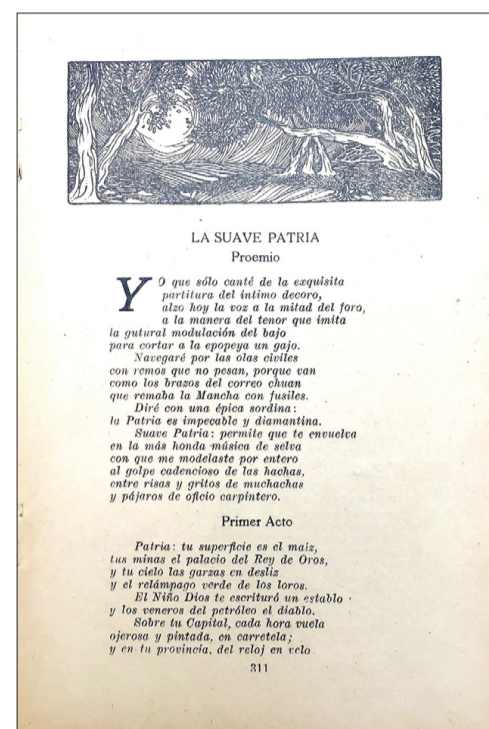 LA SUAVE PATRIA
Proemio
YO que sólo canté de la exquisita
partitura del íntimo decoro,
alzo hoy la voz a la mitad del foro,
a la manera del tenor que imita
la gutural modulación del bajo
para cortar a la epopeya un gajo.
Navegaré por las olas civiles
con remos que no pesan, porque van
como los brazos del correo chuan
que remaba la Mancha con fusiles.
Diré con una épica sordina:
la Patria es impecable y diamantina.
Suave Patria: permite que te envuelva
en la más honda música de selva
con que me modelaste por entero
al golpe cadencioso de las hachas,
entre risas y gritos de muchachas
y pájaros de oficio carpintero.
Primer Acto
Patria: tu superficie es el maíz,
tus minas el palacio del Rey de Oros,
y tu cielo las garzas en desliz
y el relámpago verde de los loros.
El Niño Dios te escrituró un establo
y los veneros del petróleo el diablo.
Sobre tu Capital, cada hora vuela
ojerosa y pintada, en carretela;
y en tu provincia, del reloj en velo
311